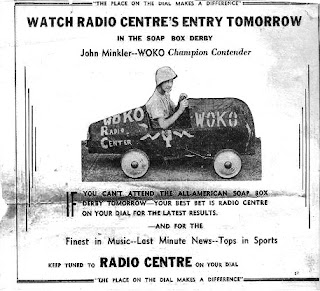 "THE PLACE ON THE DIAL MAKES A DIFFERENCE"
WATCH RADIO CENTRE'S ENTRY TOMORROW
IN THE SOAP BOX DERBY
John Minkler--WOKO Champion Contender
WOKO
RADIO
CENTER
WOKO
IF YOU CAN'T ATTEND THE ALL-AMERICAN SOAP BOX
DERBY TOMORROW—YOUR BEST BET IS RADIO CENTRE
ON YOUR DIAL FOR THE LATEST RESULTS.
—AND FOR THE
Finest in Music--Last Minute News--Tops in Sports
KEEP TUNED TO RADIO CENTRE ON YOUR DIAL
"THE PLACE ON THE DIAL MAKES A DIFFERENCE"